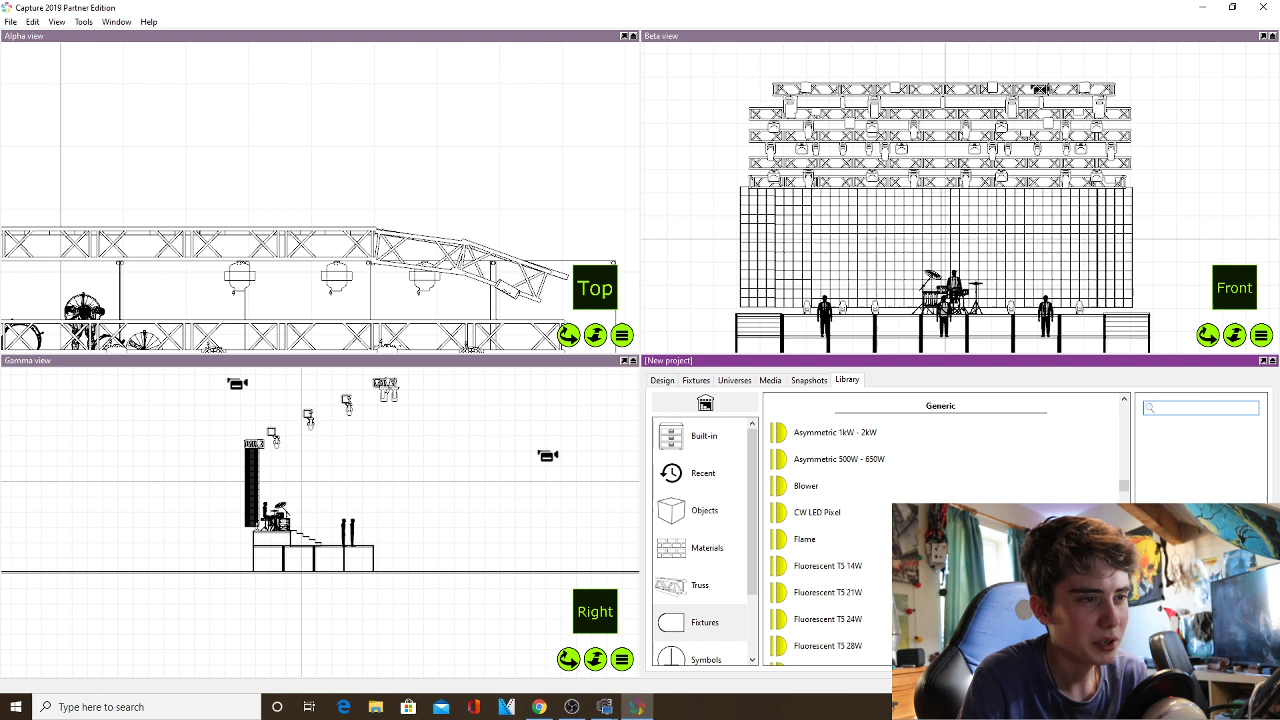 Capture 2019 Partner Edition
File Edit View Tools Window Help
Alpha view
Top
Beta view
Front
Gamma view
Right
[New project]
Design Fixtures Universes Media Snapshots Library
Built-in
Recent
Objects
Materials
Truss
Fixtures
Symbols
Generic
Asymmetric 1kW - 2kW
Asymmetric 500W - 650W
Blower
CW LED Pixel
Flame
Fluorescent T5 14W
Fluorescent T5 21W
Fluorescent T5 24W
Fluorescent T5 28W
Type here to search